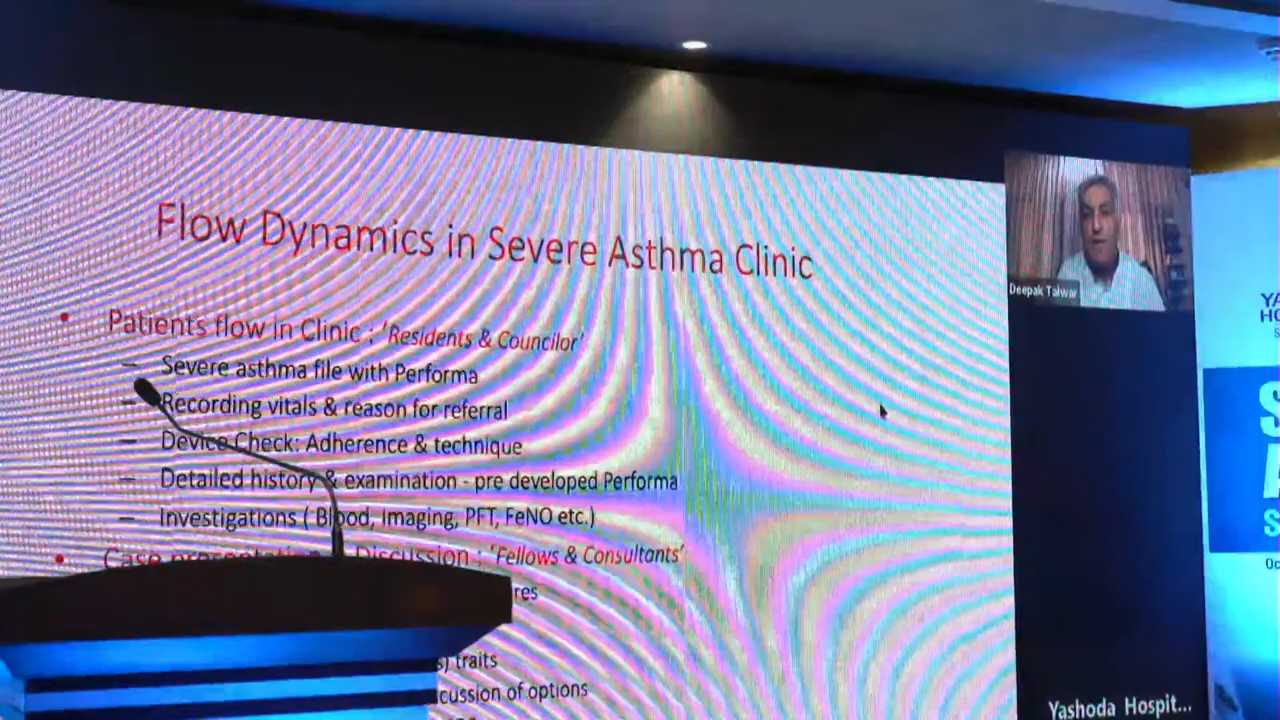 Flow Dynamics in Severe Asthma Clinic
• Patients flow in Clinic : 'Residents & Councilor'
– Severe asthma file with Performa
– Recording vitals & reason for referral
– Device Check: Adherence & technique
– Detailed history & examination - pre developed Performa
– Investigations ( Blood, Imaging, PFT, FeNO etc.)
• Case Discussion : 'Fellows & Consultants'
traits
of options
Deepak Talwar
Yashoda Hospit...